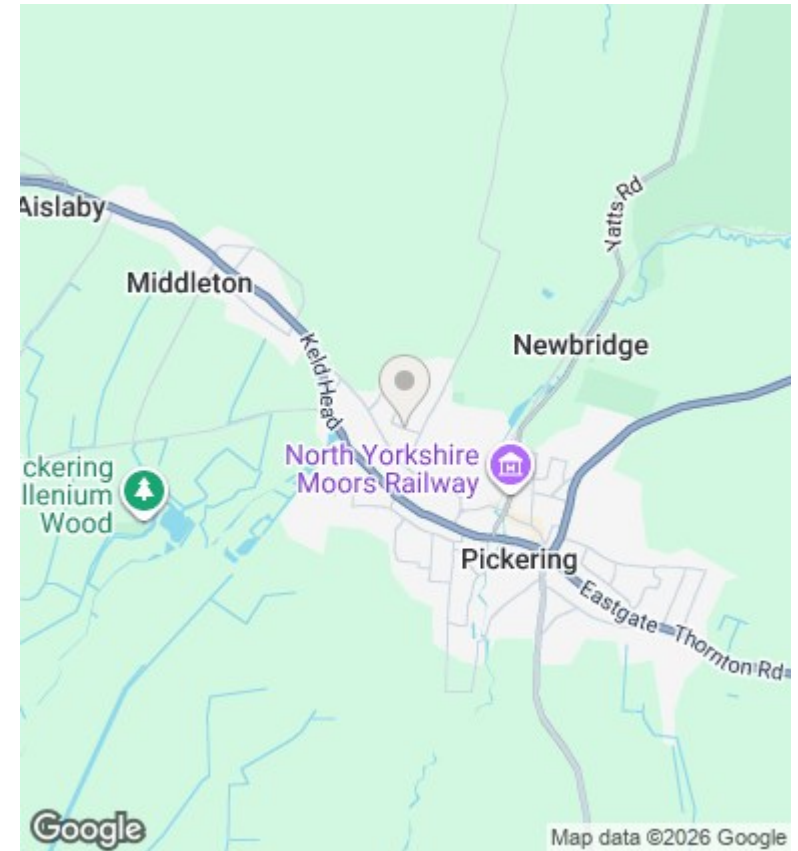 Aislaby
Middleton
Yatts Rd
Newbridge
Keld Head
North Yorkshire
Moors Railway
ckering
llenium
Wood
Pickering
Eastgate
Thornton Rd
Google
Map data ©2026 Google